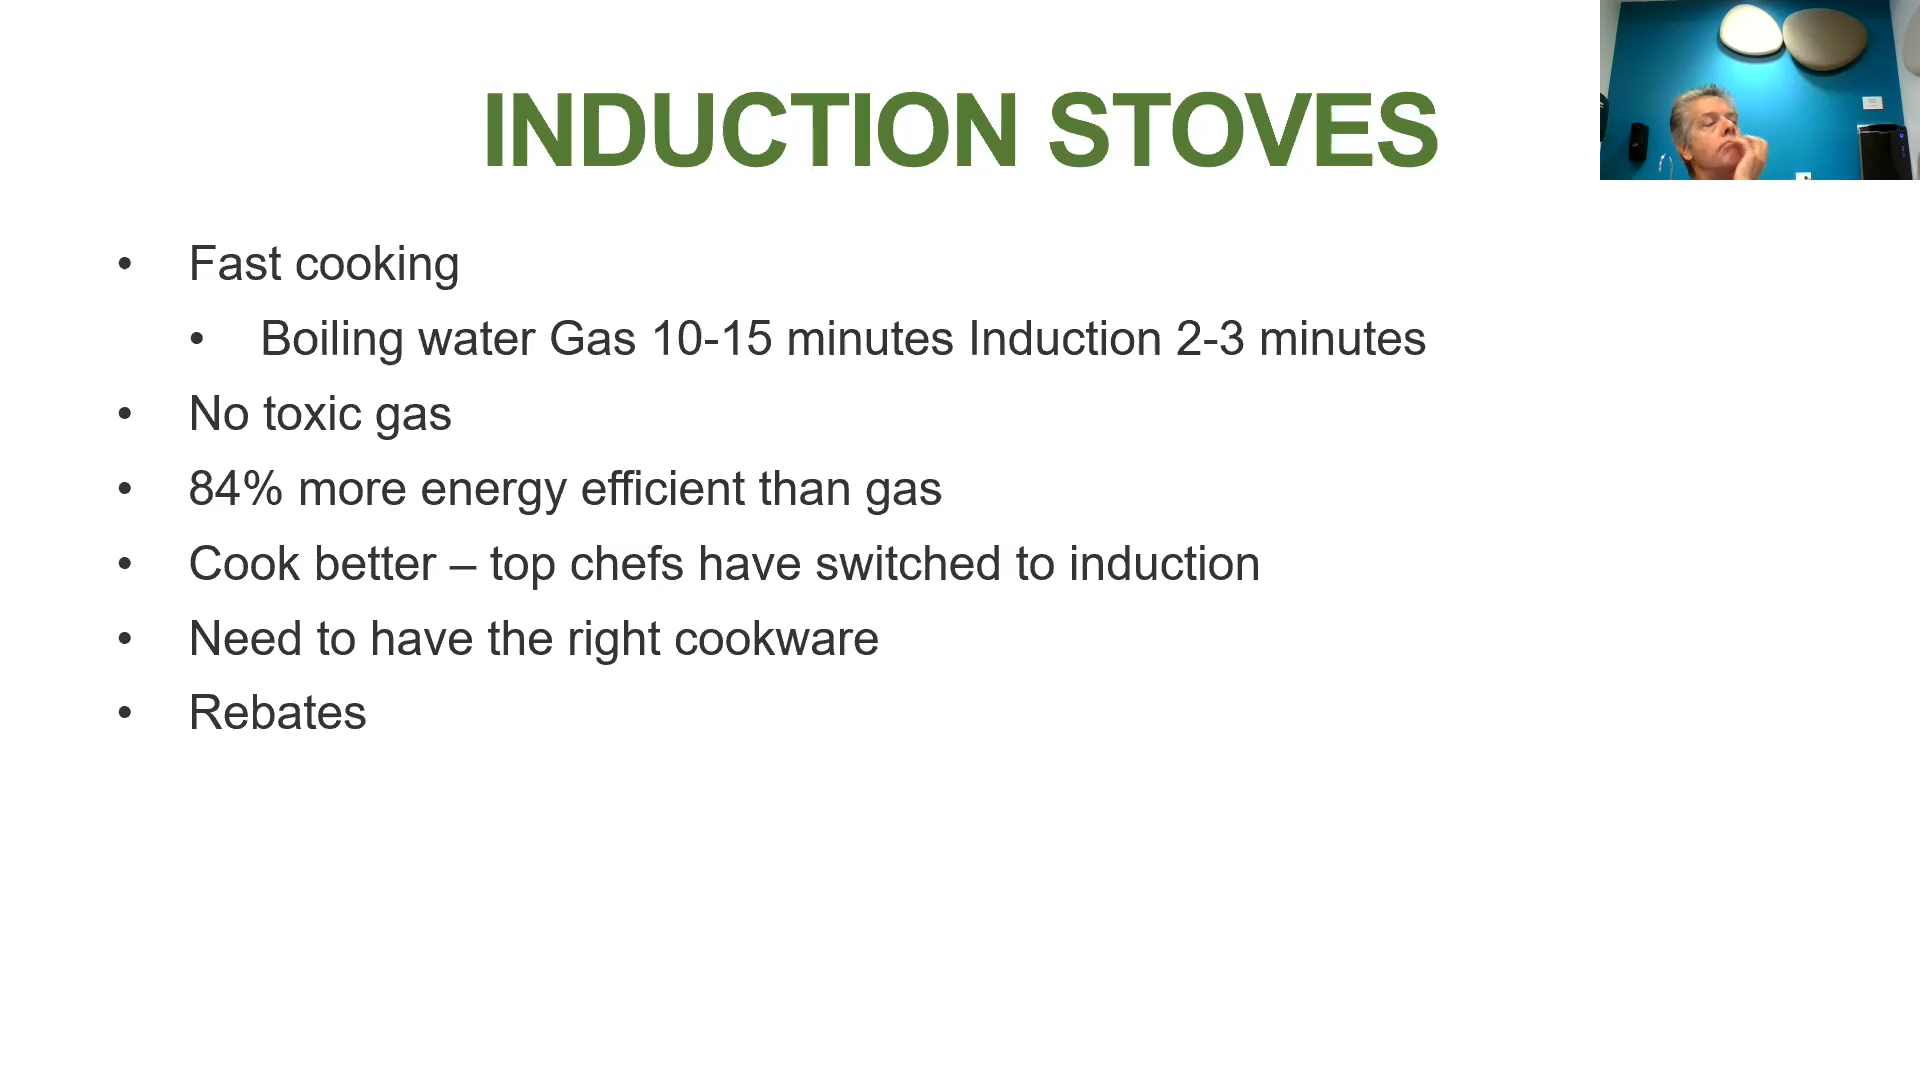 INDUCTION STOVES
• Fast cooking
• Boiling water Gas 10-15 minutes Induction 2-3 minutes
• No toxic gas
• 84% more energy efficient than gas
• Cook better – top chefs have switched to induction
• Need to have the right cookware
• Rebates